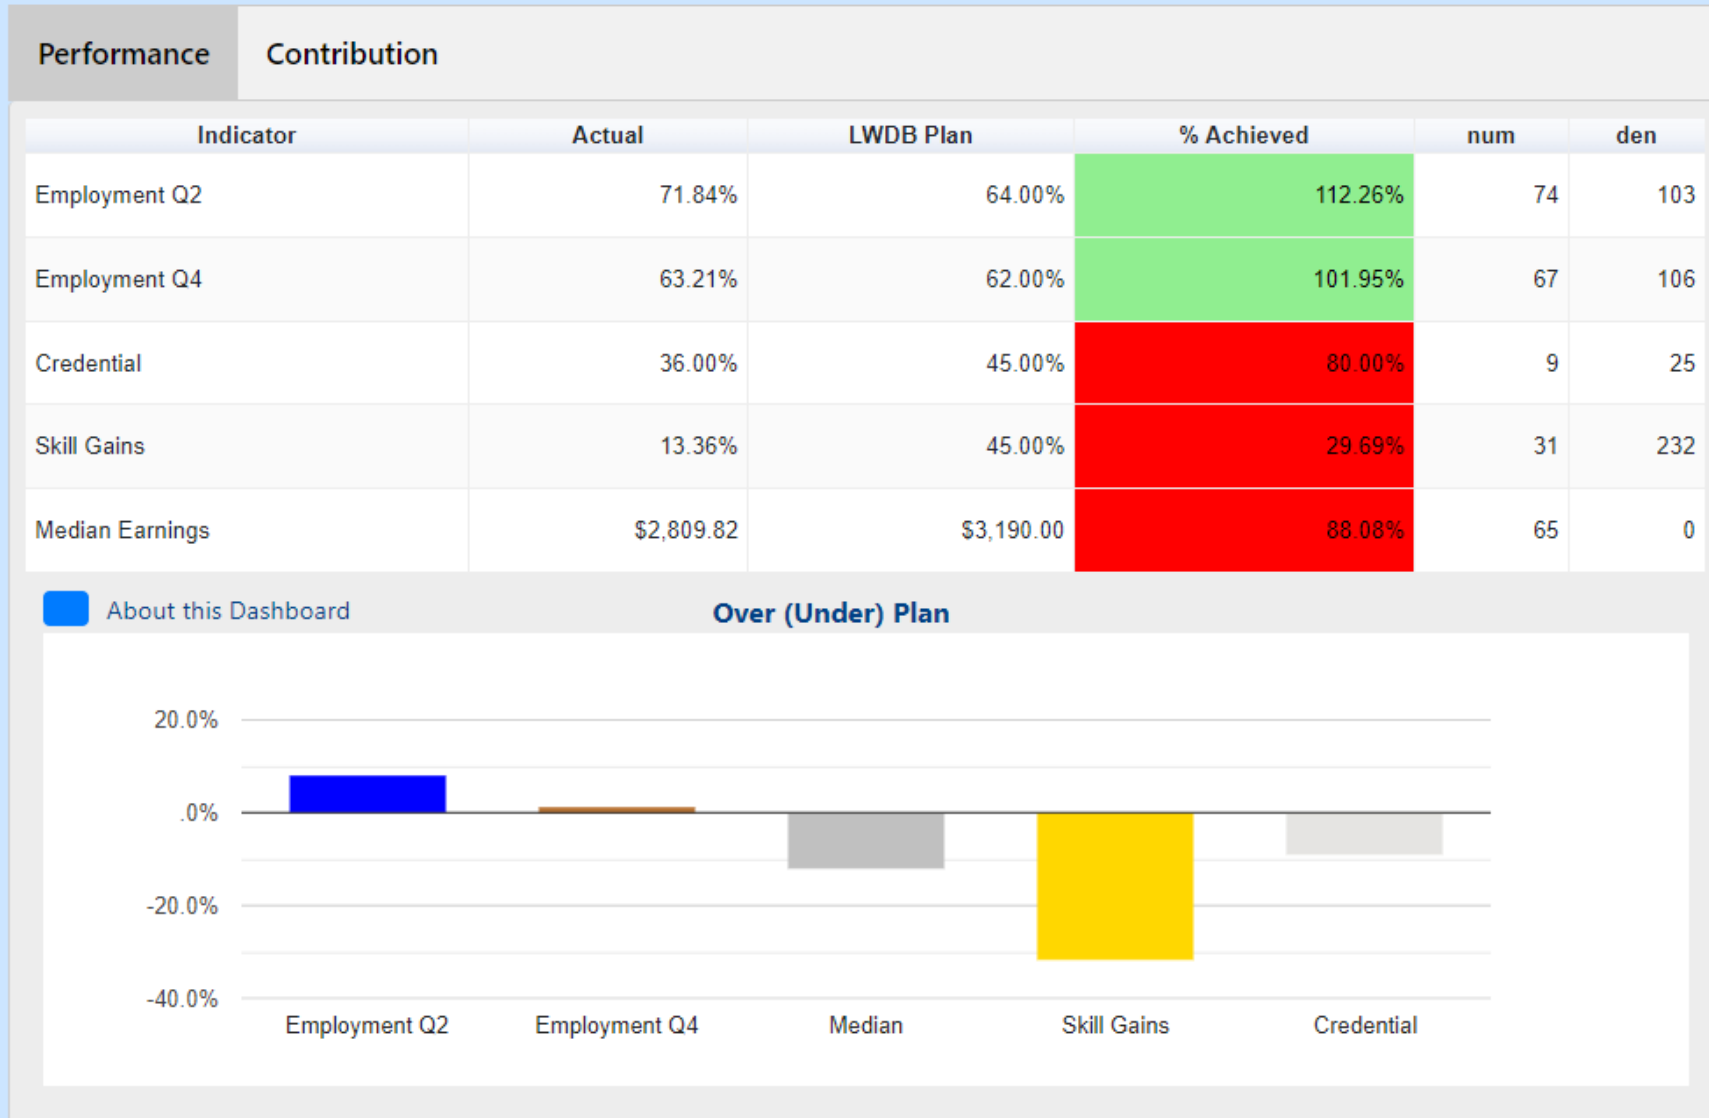 Performance Contribution
Indicator Actual LWDB Plan % Achieved num den
Employment Q2 71.84% 64.00% 112.26% 74 103
Employment Q4 63.21% 62.00% 101.95% 67 106
Credential 36.00% 45.00% 80.00% 9 25
Skill Gains 13.36% 45.00% 29.69% 31 232
Median Earnings $2,809.82 $3,190.00 88.08% 65 0
About this Dashboard Over (Under) Plan
20.0%
.0%
-20.0%
-40.0%
Employment Q2 Employment Q4 Median Skill Gains Credential